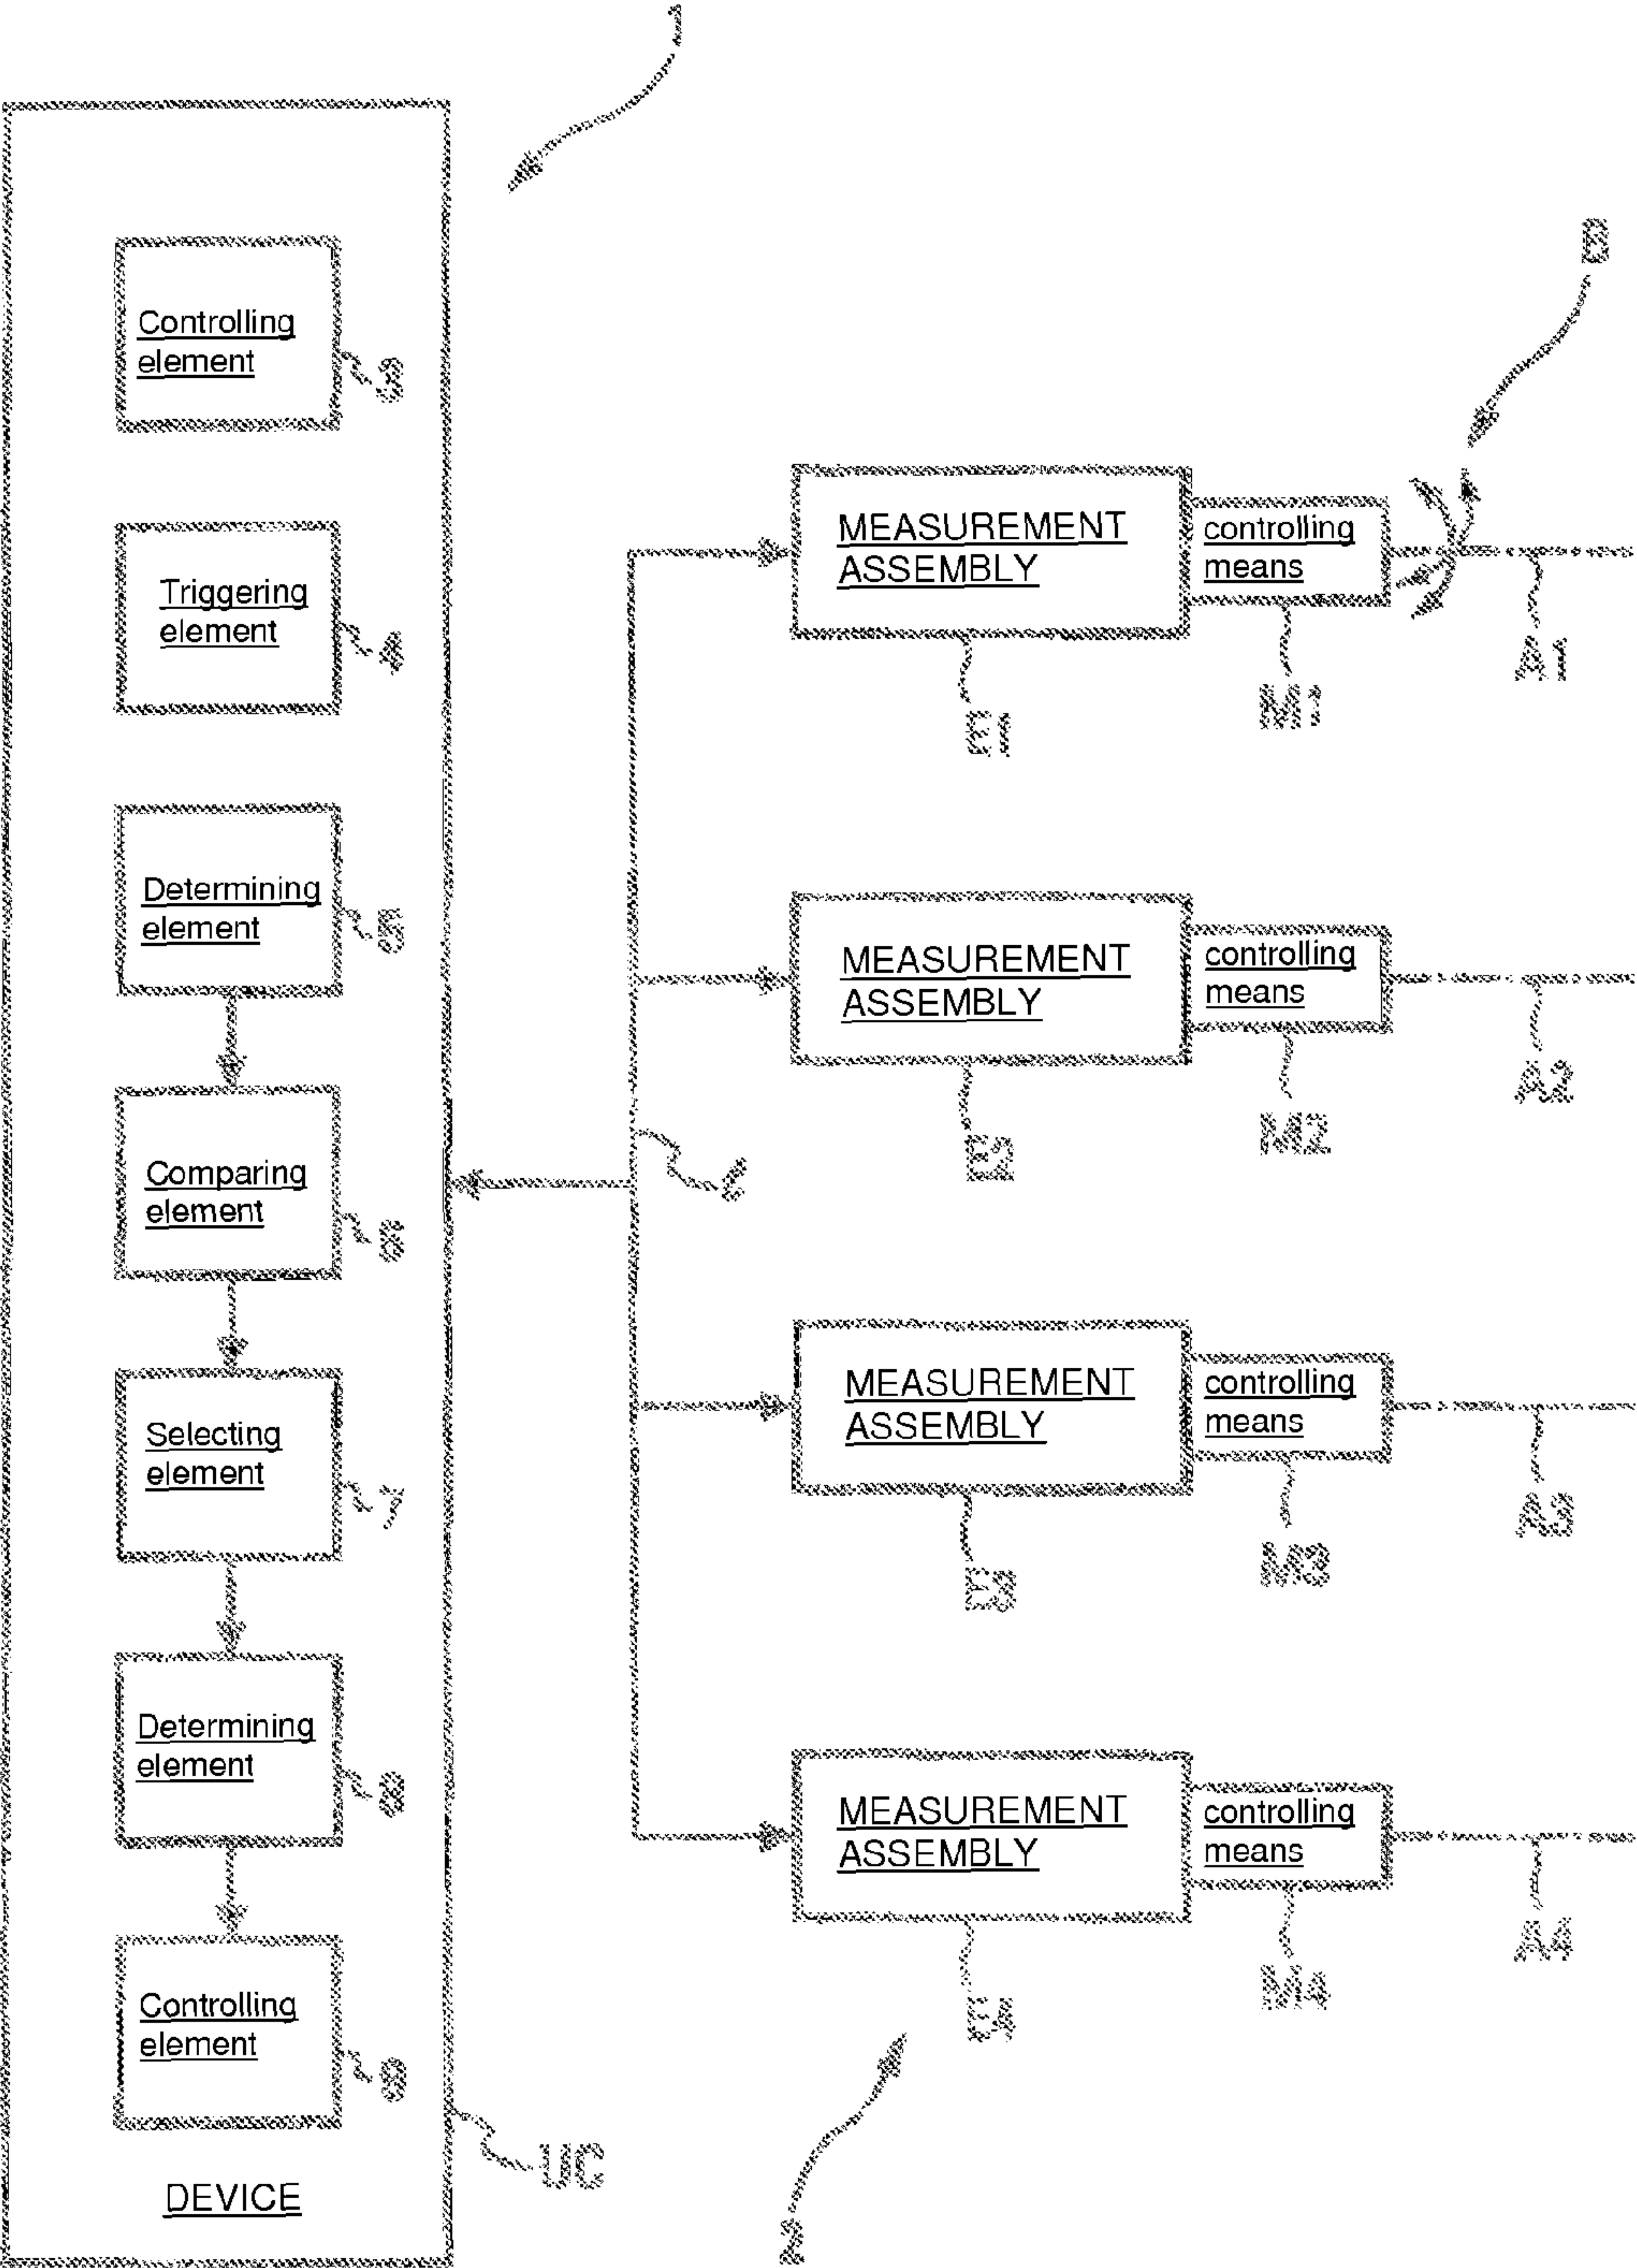 1
Controlling
element
3
Triggering
element
4
Determining
element
5
Comparing
element
6
Selecting
element
7
Determining
element
8
Controlling
element
9
DEVICE
UC
B
MEASUREMENT
ASSEMBLY
controlling
means
E1
M1
A1
MEASUREMENT
ASSEMBLY
controlling
means
E2
M2
A2
MEASUREMENT
ASSEMBLY
controlling
means
E3
M3
A3
MEASUREMENT
ASSEMBLY
controlling
means
E4
M4
A4
2